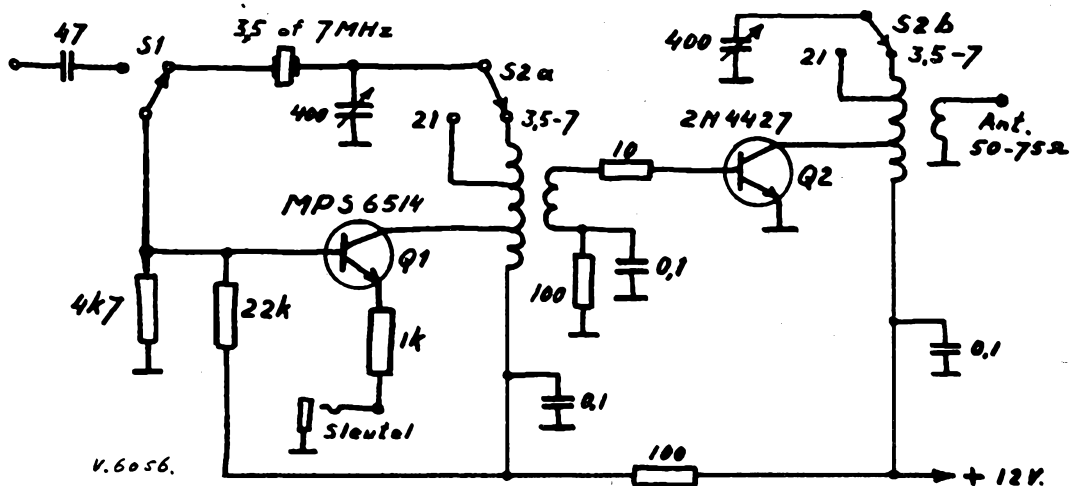 47
S1
3,5 of 7MHz
400
S2a
21
3,5-7
MPS 6514
Q1
4k7
22k
1k
Sleutel
0,1
100
0,1
10
2N4427
Q2
400
S2b
21
3,5-7
Ant.
50-75Ω
0,1
100
+ 12V.
V.6056.